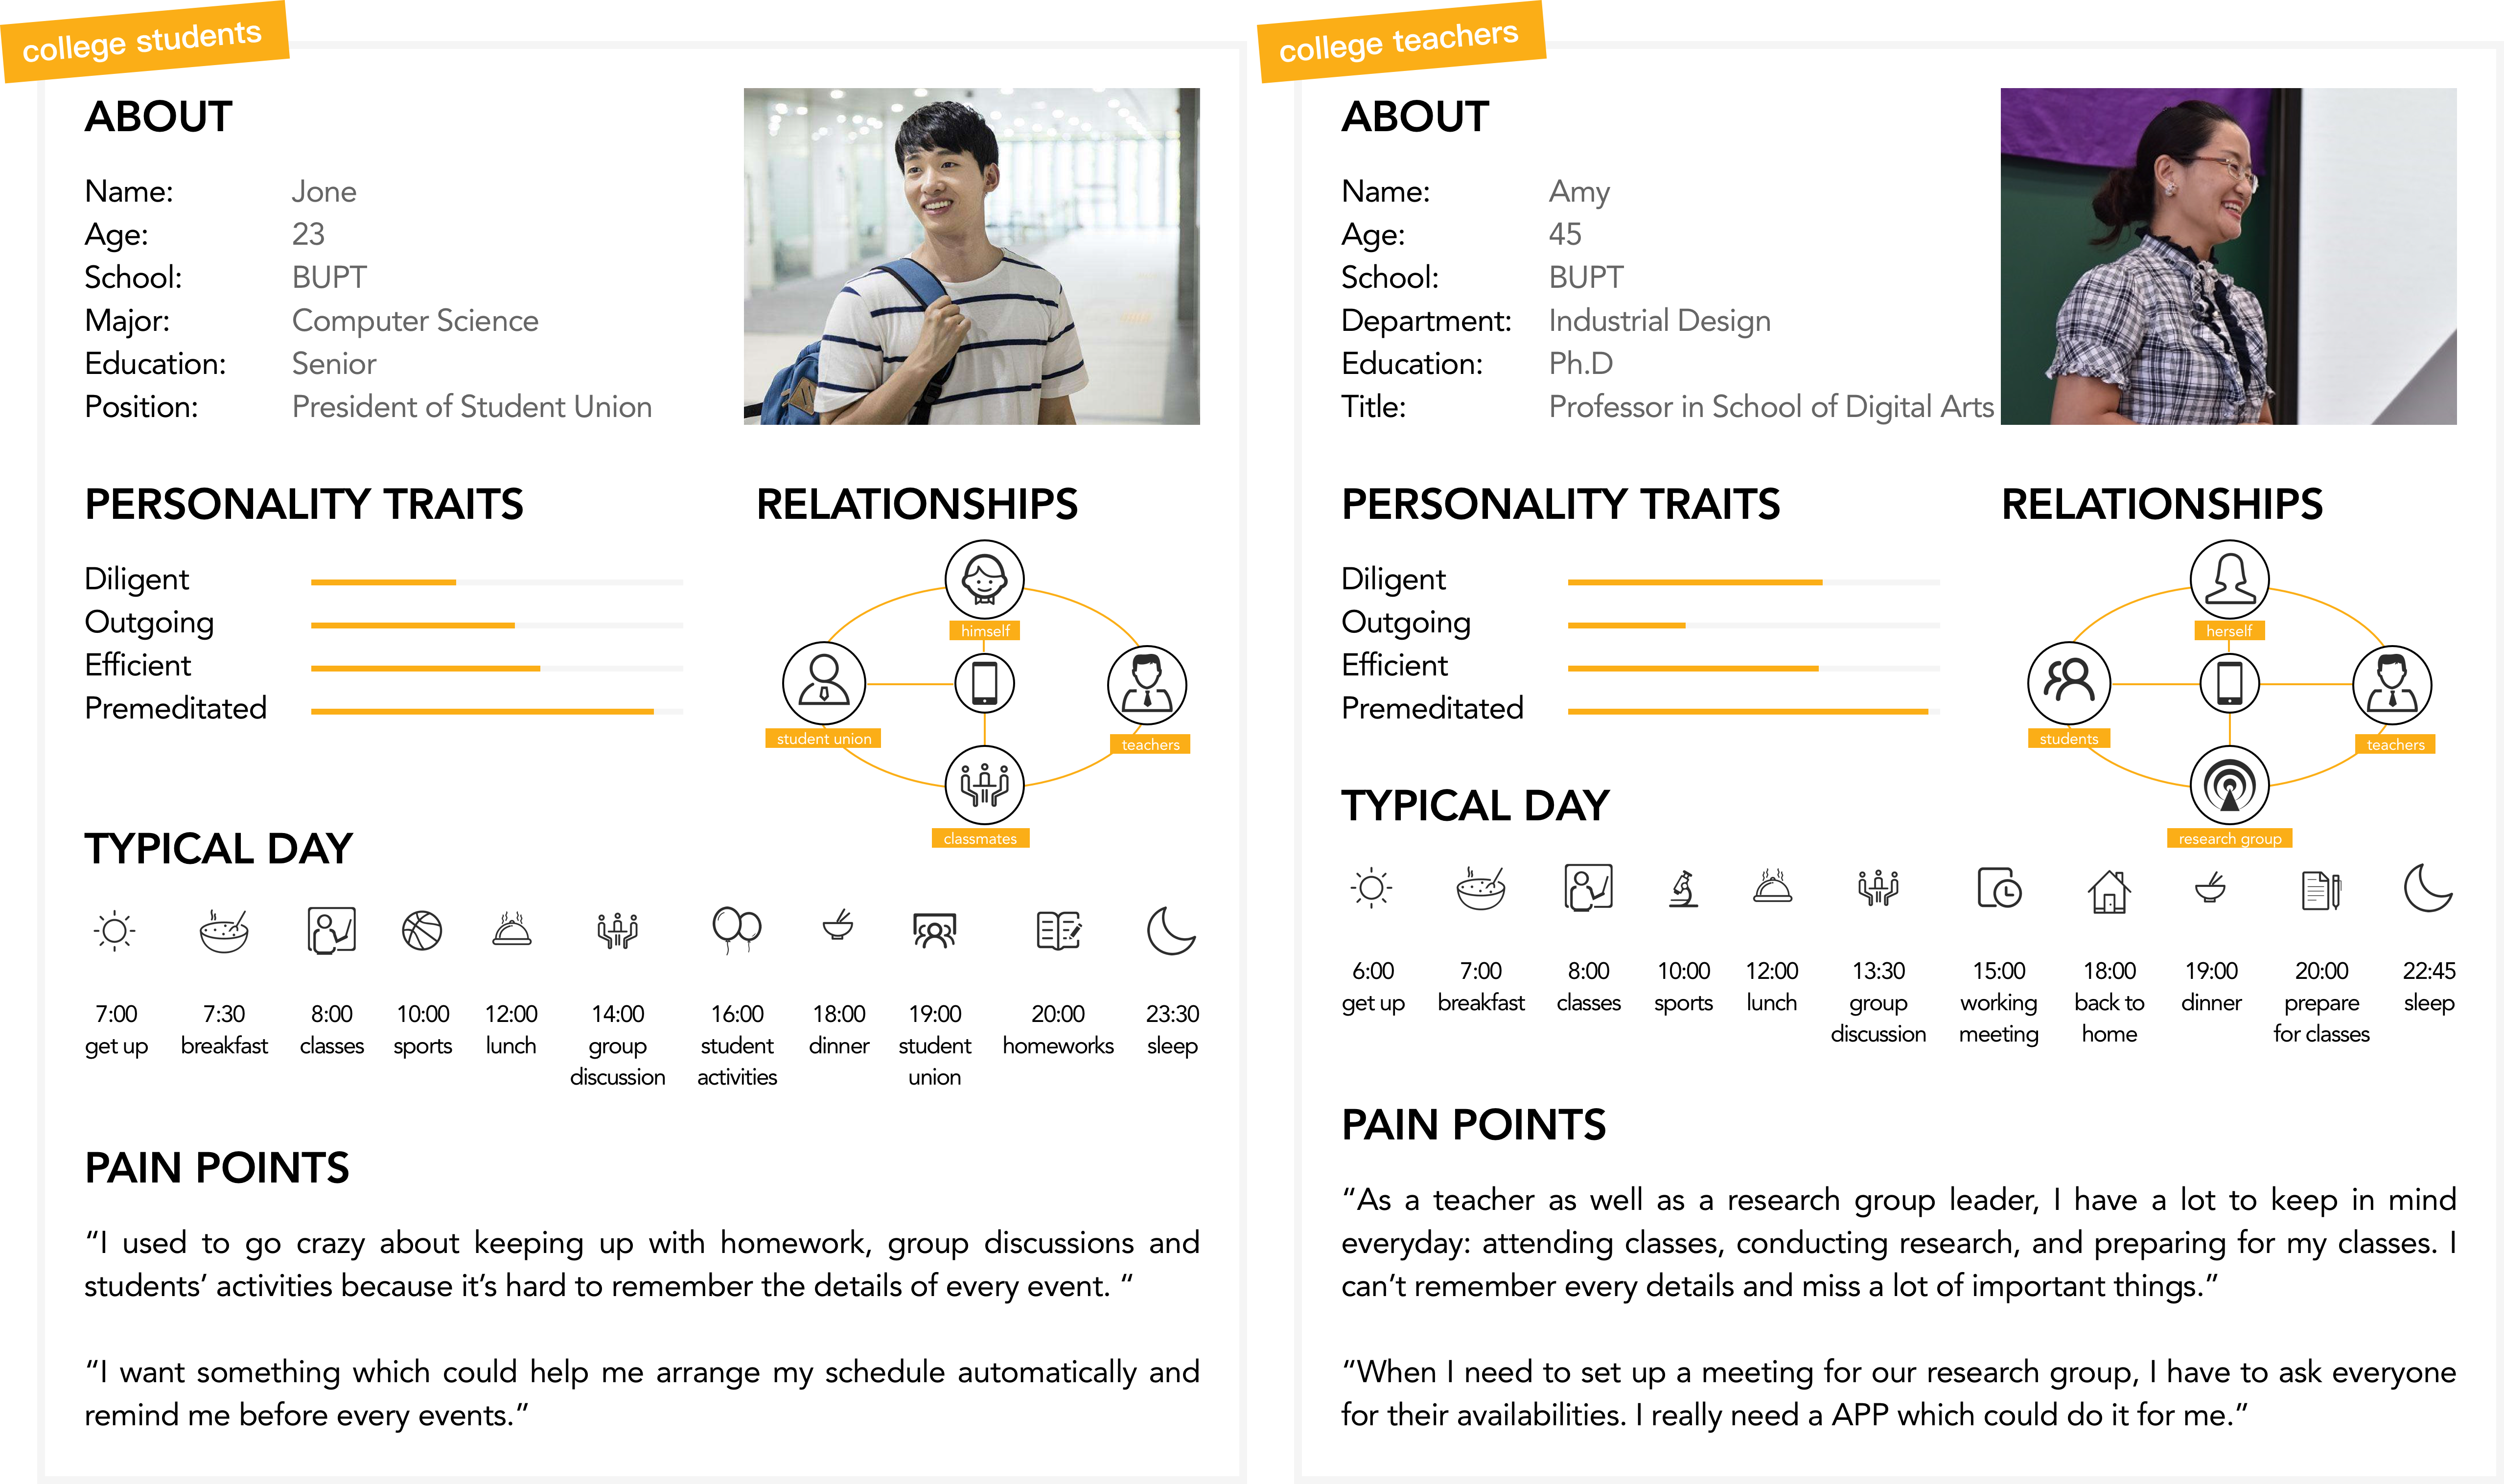 college students
ABOUT
Name: Jone
Age: 23
School: BUPT
Major: Computer Science
Education: Senior
Position: President of Student Union
PERSONALITY TRAITS
Diligent
Outgoing
Efficient
Premeditated
RELATIONSHIPS
himself
student union
teachers
classmates
TYPICAL DAY
7:00 get up
7:30 breakfast
8:00 classes
10:00 sports
12:00 lunch
14:00 group discussion
16:00 student activities
18:00 dinner
19:00 student union
20:00 homeworks
23:30 sleep
PAIN POINTS
“I used to go crazy about keeping up with homework, group discussions and
students’ activities because it’s hard to remember the details of every event. “
“I want something which could help me arrange my schedule automatically and
remind me before every events.”
college teachers
ABOUT
Name: Amy
Age: 45
School: BUPT
Department: Industrial Design
Education: Ph.D
Title: Professor in School of Digital Arts
PERSONALITY TRAITS
Diligent
Outgoing
Efficient
Premeditated
RELATIONSHIPS
herself
students
teachers
research group
TYPICAL DAY
6:00 get up
7:00 breakfast
8:00 classes
10:00 sports
12:00 lunch
13:30 group discussion
15:00 working meeting
18:00 back to home
19:00 dinner
20:00 prepare for classes
22:45 sleep
PAIN POINTS
“As a teacher as well as a research group leader, I have a lot to keep in mind
everyday: attending classes, conducting research, and preparing for my classes. I
can’t remember every details and miss a lot of important things.”
“When I need to set up a meeting for our research group, I have to ask everyone
for their availabilities. I really need a APP which could do it for me.”